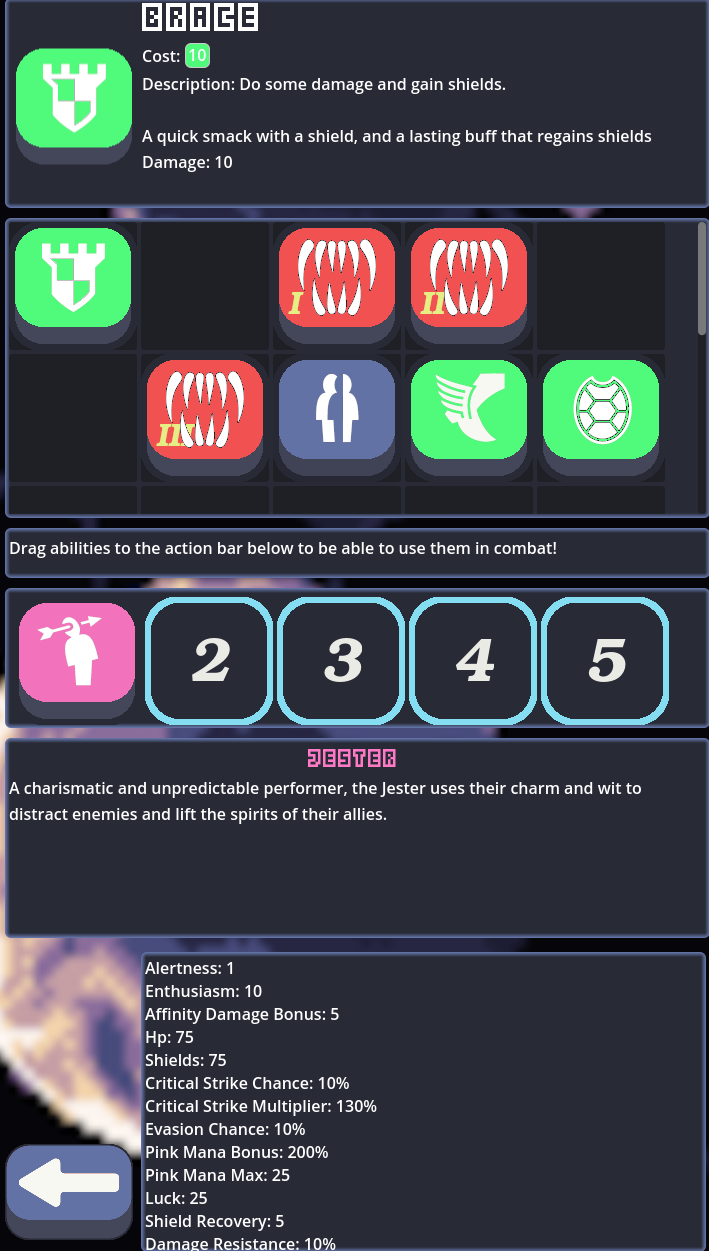 BRACE
Cost: 10
Description: Do some damage and gain shields.
A quick smack with a shield, and a lasting buff that regains shields
Damage: 10
I
II
III
Drag abilities to the action bar below to be able to use them in combat!
2 3 4 5
JESTER
A charismatic and unpredictable performer, the Jester uses their charm and wit to
distract enemies and lift the spirits of their allies.
Alertness: 1
Enthusiasm: 10
Affinity Damage Bonus: 5
Hp: 75
Shields: 75
Critical Strike Chance: 10%
Critical Strike Multiplier: 130%
Evasion Chance: 10%
Pink Mana Bonus: 200%
Pink Mana Max: 25
Luck: 25
Shield Recovery: 5
Damage Resistance: 10%